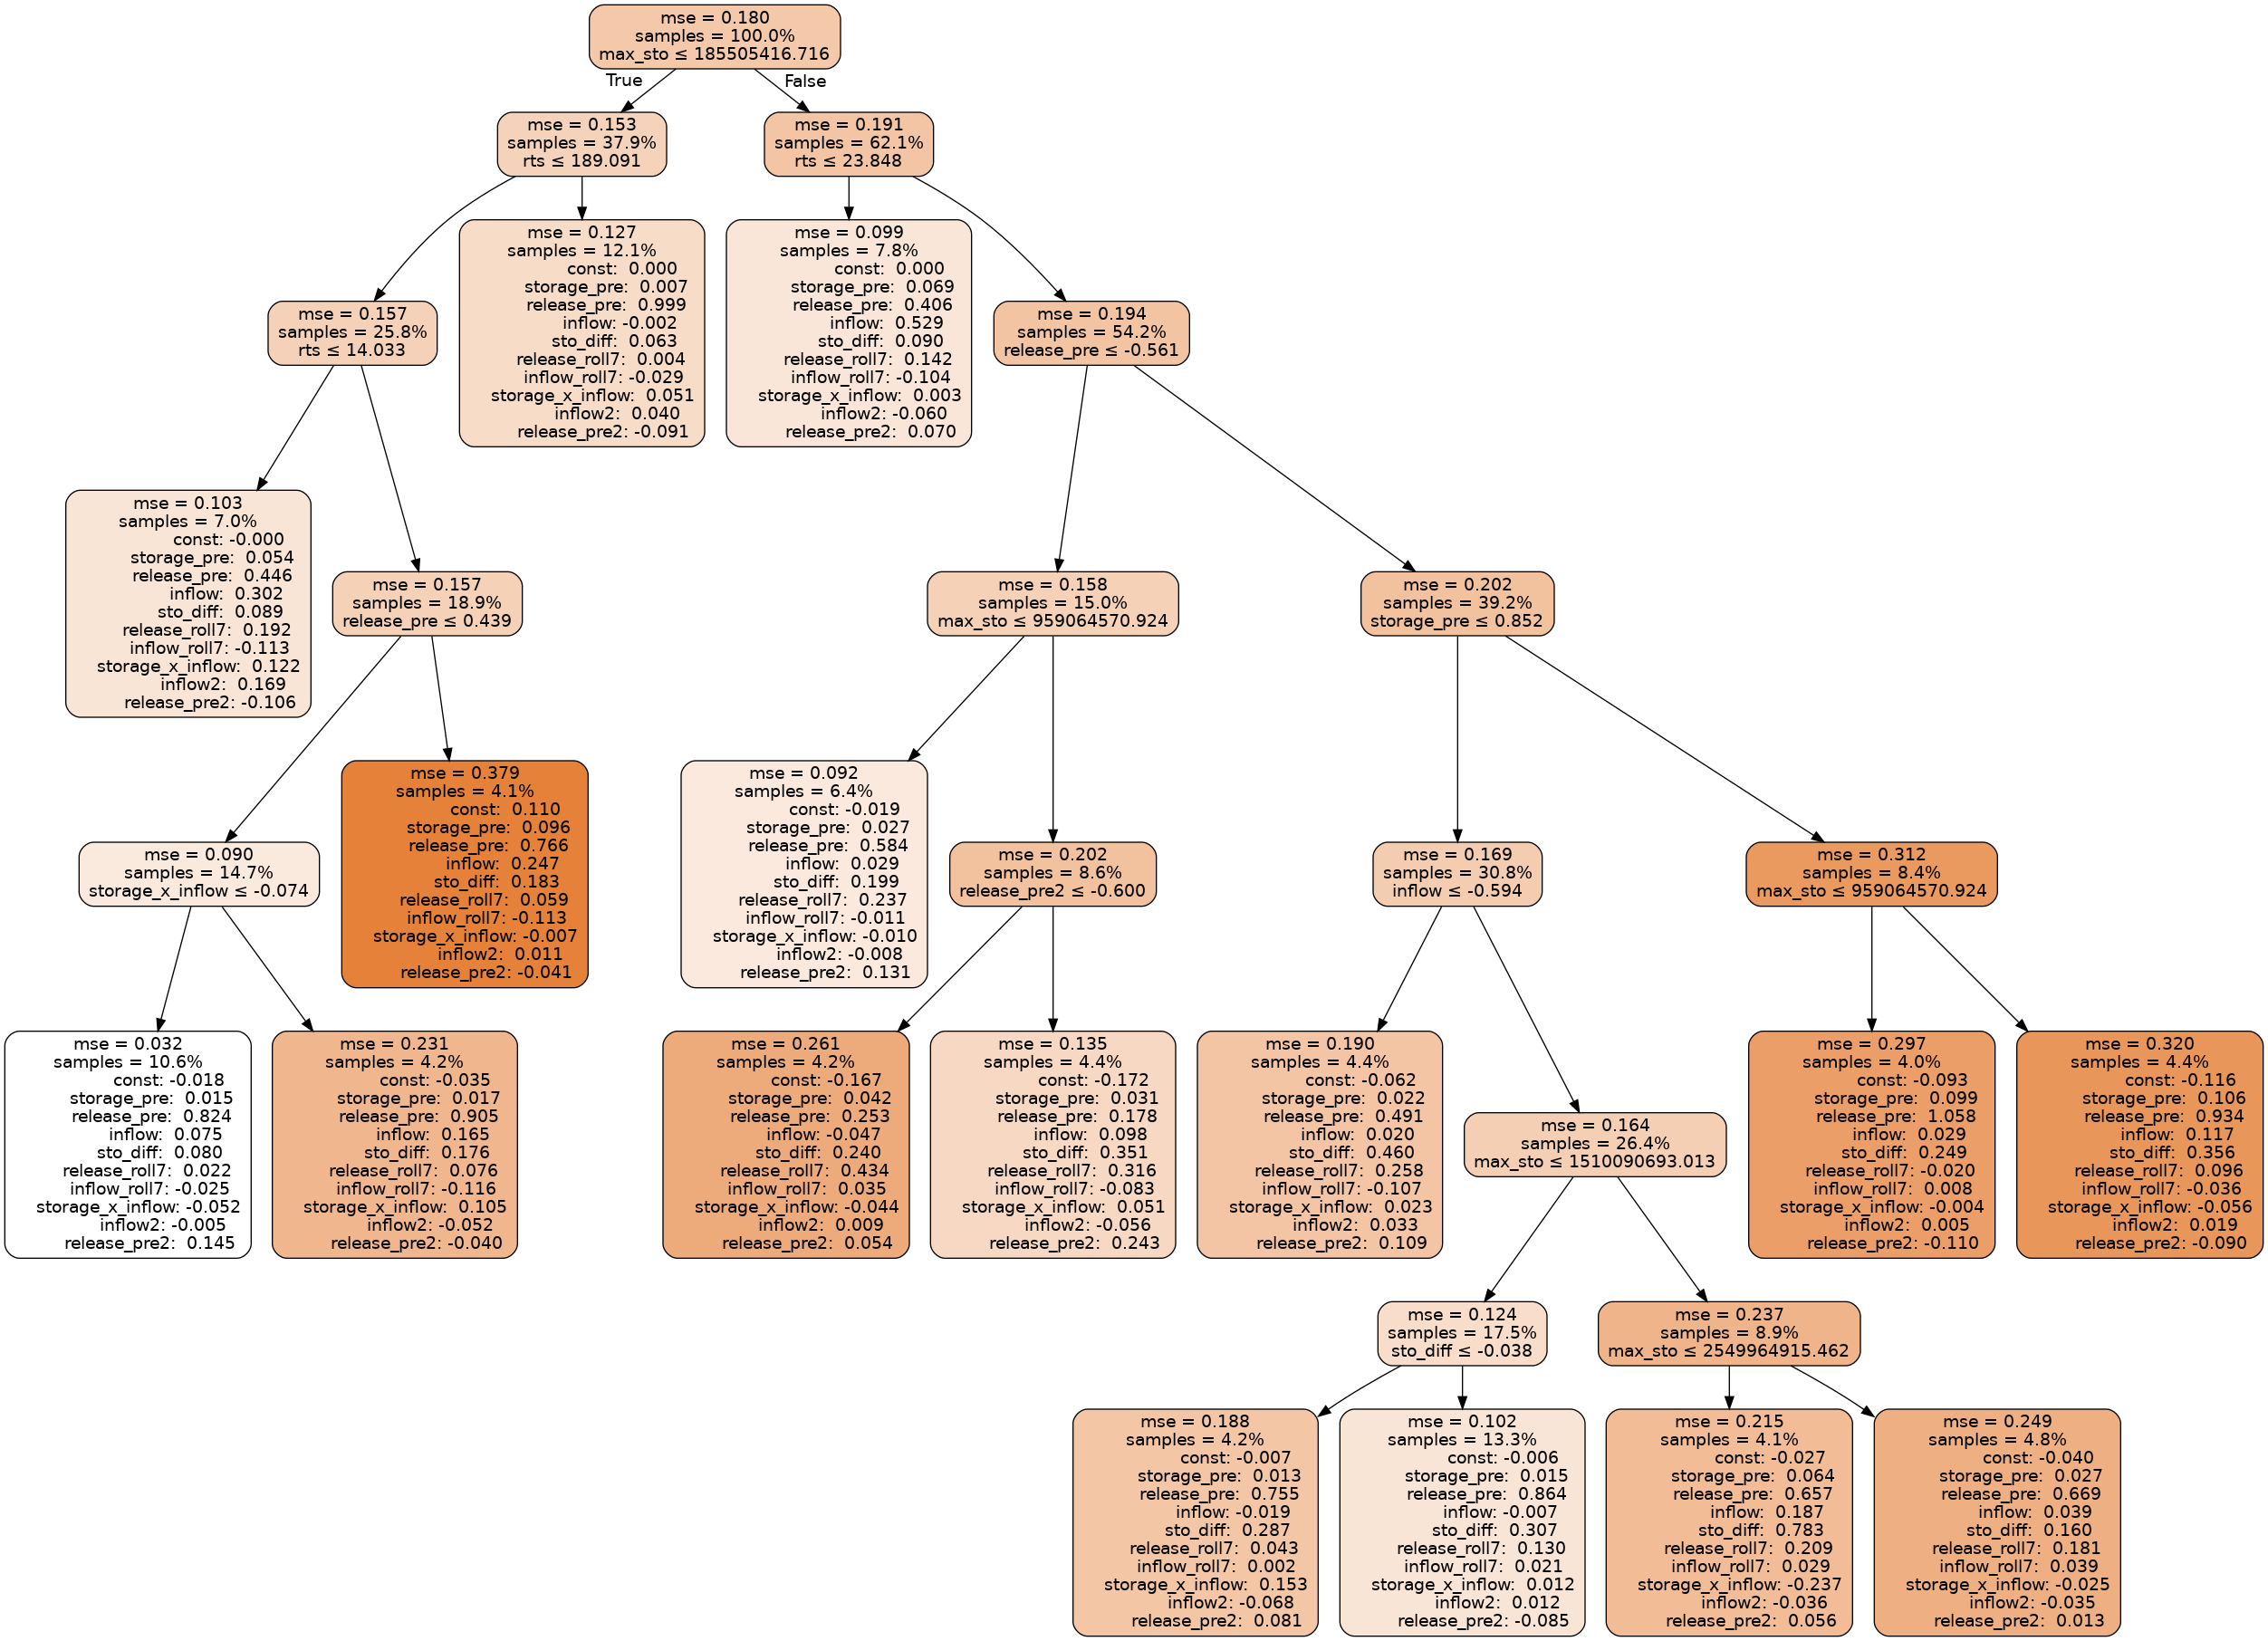 mse = 0.180
samples = 100.0%
max_sto ≤ 185505416.716
True
False
mse = 0.153
samples = 37.9%
rts ≤ 189.091
mse = 0.191
samples = 62.1%
rts ≤ 23.848
mse = 0.157
samples = 25.8%
rts ≤ 14.033
mse = 0.127
samples = 12.1%
const: 0.000
storage_pre: 0.007
release_pre: 0.999
inflow: -0.002
sto_diff: 0.063
release_roll7: 0.004
inflow_roll7: -0.029
storage_x_inflow: 0.051
inflow2: 0.040
release_pre2: -0.091
mse = 0.099
samples = 7.8%
const: 0.000
storage_pre: 0.069
release_pre: 0.406
inflow: 0.529
sto_diff: 0.090
release_roll7: 0.142
inflow_roll7: -0.104
storage_x_inflow: 0.003
inflow2: -0.060
release_pre2: 0.070
mse = 0.194
samples = 54.2%
release_pre ≤ -0.561
mse = 0.103
samples = 7.0%
const: -0.000
storage_pre: 0.054
release_pre: 0.446
inflow: 0.302
sto_diff: 0.089
release_roll7: 0.192
inflow_roll7: -0.113
storage_x_inflow: 0.122
inflow2: 0.169
release_pre2: -0.106
mse = 0.157
samples = 18.9%
release_pre ≤ 0.439
mse = 0.158
samples = 15.0%
max_sto ≤ 959064570.924
mse = 0.202
samples = 39.2%
storage_pre ≤ 0.852
mse = 0.090
samples = 14.7%
storage_x_inflow ≤ -0.074
mse = 0.379
samples = 4.1%
const: 0.110
storage_pre: 0.096
release_pre: 0.766
inflow: 0.247
sto_diff: 0.183
release_roll7: 0.059
inflow_roll7: -0.113
storage_x_inflow: -0.007
inflow2: 0.011
release_pre2: -0.041
mse = 0.092
samples = 6.4%
const: -0.019
storage_pre: 0.027
release_pre: 0.584
inflow: 0.029
sto_diff: 0.199
release_roll7: 0.237
inflow_roll7: -0.011
storage_x_inflow: -0.010
inflow2: -0.008
release_pre2: 0.131
mse = 0.202
samples = 8.6%
release_pre2 ≤ -0.600
mse = 0.169
samples = 30.8%
inflow ≤ -0.594
mse = 0.312
samples = 8.4%
max_sto ≤ 959064570.924
mse = 0.032
samples = 10.6%
const: -0.018
storage_pre: 0.015
release_pre: 0.824
inflow: 0.075
sto_diff: 0.080
release_roll7: 0.022
inflow_roll7: -0.025
storage_x_inflow: -0.052
inflow2: -0.005
release_pre2: 0.145
mse = 0.231
samples = 4.2%
const: -0.035
storage_pre: 0.017
release_pre: 0.905
inflow: 0.165
sto_diff: 0.176
release_roll7: 0.076
inflow_roll7: -0.116
storage_x_inflow: 0.105
inflow2: -0.052
release_pre2: -0.040
mse = 0.261
samples = 4.2%
const: -0.167
storage_pre: 0.042
release_pre: 0.253
inflow: -0.047
sto_diff: 0.240
release_roll7: 0.434
inflow_roll7: 0.035
storage_x_inflow: -0.044
inflow2: 0.009
release_pre2: 0.054
mse = 0.135
samples = 4.4%
const: -0.172
storage_pre: 0.031
release_pre: 0.178
inflow: 0.098
sto_diff: 0.351
release_roll7: 0.316
inflow_roll7: -0.083
storage_x_inflow: 0.051
inflow2: -0.056
release_pre2: 0.243
mse = 0.190
samples = 4.4%
const: -0.062
storage_pre: 0.022
release_pre: 0.491
inflow: 0.020
sto_diff: 0.460
release_roll7: 0.258
inflow_roll7: -0.107
storage_x_inflow: 0.023
inflow2: 0.033
release_pre2: 0.109
mse = 0.164
samples = 26.4%
max_sto ≤ 1510090693.013
mse = 0.297
samples = 4.0%
const: -0.093
storage_pre: 0.099
release_pre: 1.058
inflow: 0.029
sto_diff: 0.249
release_roll7: -0.020
inflow_roll7: 0.008
storage_x_inflow: -0.004
inflow2: 0.005
release_pre2: -0.110
mse = 0.320
samples = 4.4%
const: -0.116
storage_pre: 0.106
release_pre: 0.934
inflow: 0.117
sto_diff: 0.356
release_roll7: 0.096
inflow_roll7: -0.036
storage_x_inflow: -0.056
inflow2: 0.019
release_pre2: -0.090
mse = 0.124
samples = 17.5%
sto_diff ≤ -0.038
mse = 0.237
samples = 8.9%
max_sto ≤ 2549964915.462
mse = 0.188
samples = 4.2%
const: -0.007
storage_pre: 0.013
release_pre: 0.755
inflow: -0.019
sto_diff: 0.287
release_roll7: 0.043
inflow_roll7: 0.002
storage_x_inflow: 0.153
inflow2: -0.068
release_pre2: 0.081
mse = 0.102
samples = 13.3%
const: -0.006
storage_pre: 0.015
release_pre: 0.864
inflow: -0.007
sto_diff: 0.307
release_roll7: 0.130
inflow_roll7: 0.021
storage_x_inflow: 0.012
inflow2: 0.012
release_pre2: -0.085
mse = 0.215
samples = 4.1%
const: -0.027
storage_pre: 0.064
release_pre: 0.657
inflow: 0.187
sto_diff: 0.783
release_roll7: 0.209
inflow_roll7: 0.029
storage_x_inflow: -0.237
inflow2: -0.036
release_pre2: 0.056
mse = 0.249
samples = 4.8%
const: -0.040
storage_pre: 0.027
release_pre: 0.669
inflow: 0.039
sto_diff: 0.160
release_roll7: 0.181
inflow_roll7: 0.039
storage_x_inflow: -0.025
inflow2: -0.035
release_pre2: 0.013